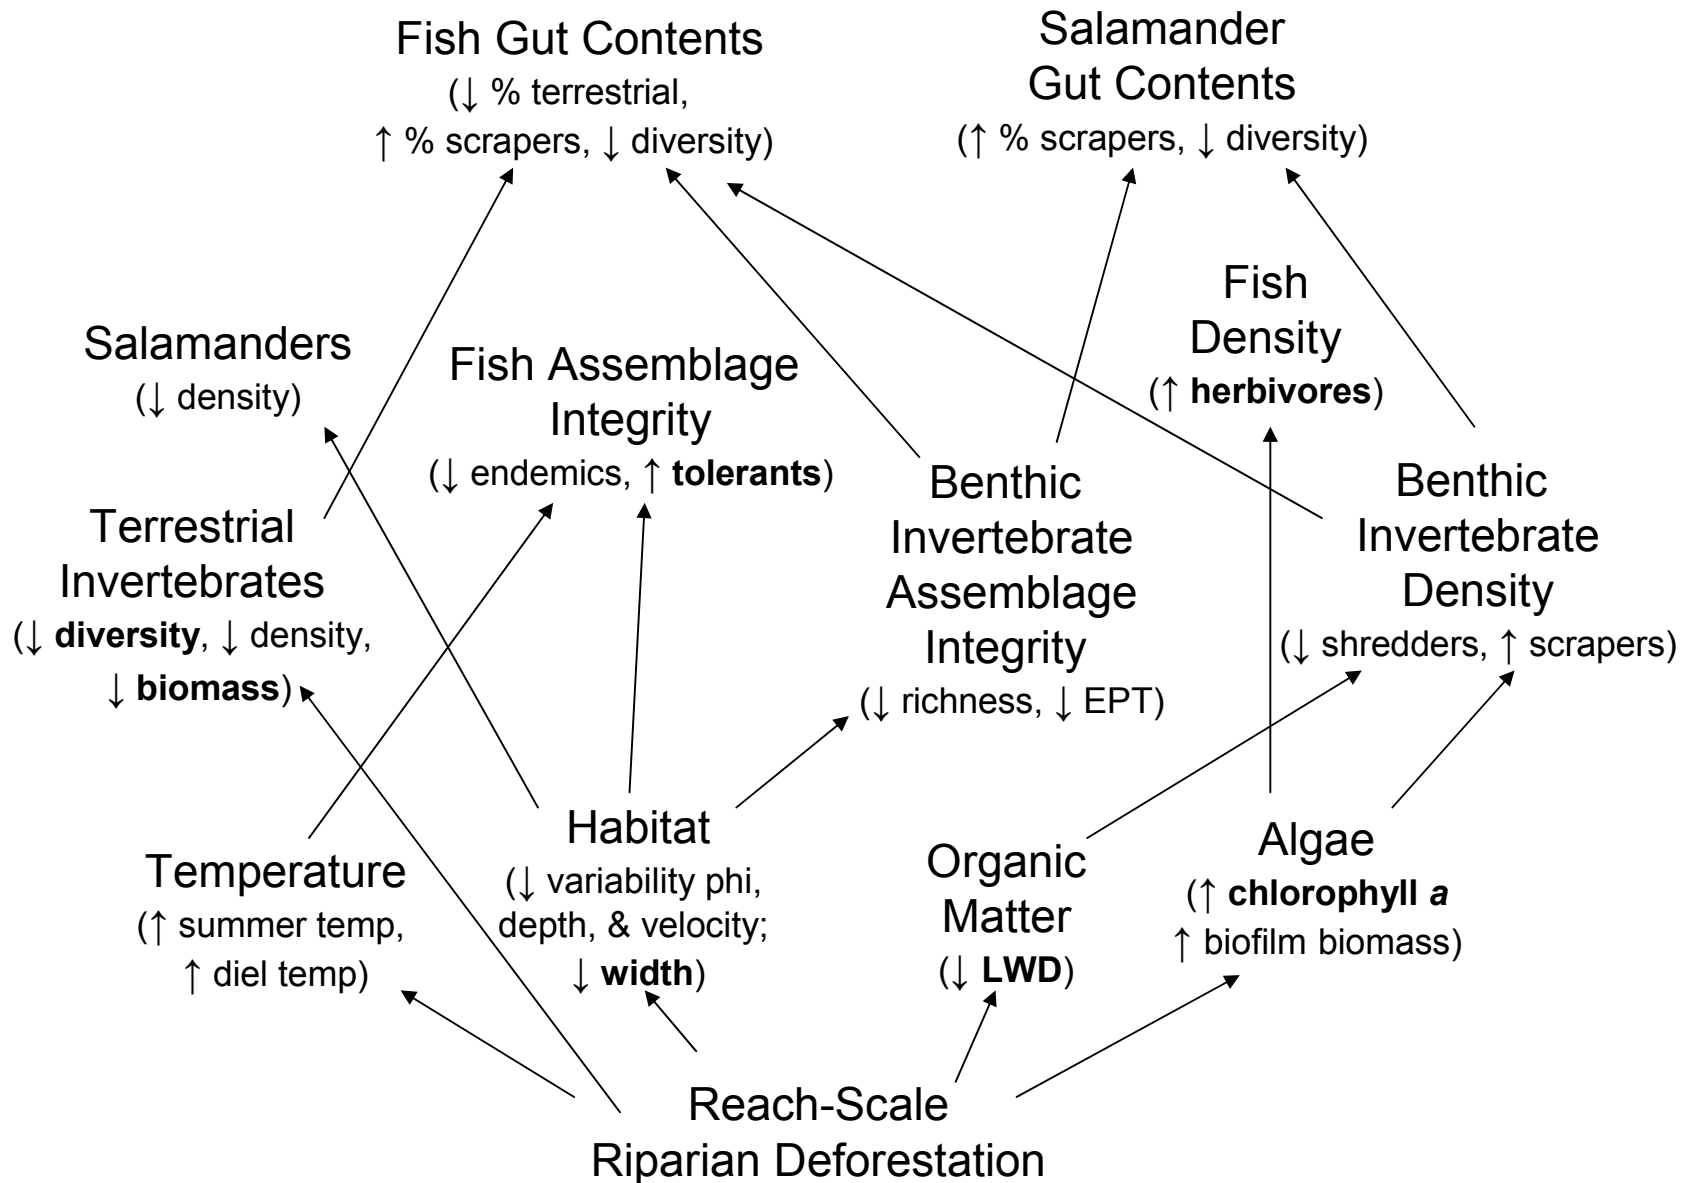 Fish Gut Contents
(↓ % terrestrial,
↑ % scrapers, ↓ diversity)
Salamander
Gut Contents
(↑ % scrapers, ↓ diversity)
Fish
Density
(↑ herbivores)
Salamanders
(↓ density)
Fish Assemblage
Integrity
(↓ endemics, ↑ tolerants)
Terrestrial
Invertebrates
(↓ diversity, ↓ density,
↓ biomass)
Benthic
Invertebrate
Assemblage
Integrity
(↓ richness, ↓ EPT)
Benthic
Invertebrate
Density
(↓ shredders, ↑ scrapers)
Temperature
(↑ summer temp,
↑ diel temp)
Habitat
(↓ variability phi,
depth, & velocity;
↓ width)
Organic
Matter
(↓ LWD)
Algae
(↑ chlorophyll a
↑ biofilm biomass)
Reach-Scale
Riparian Deforestation